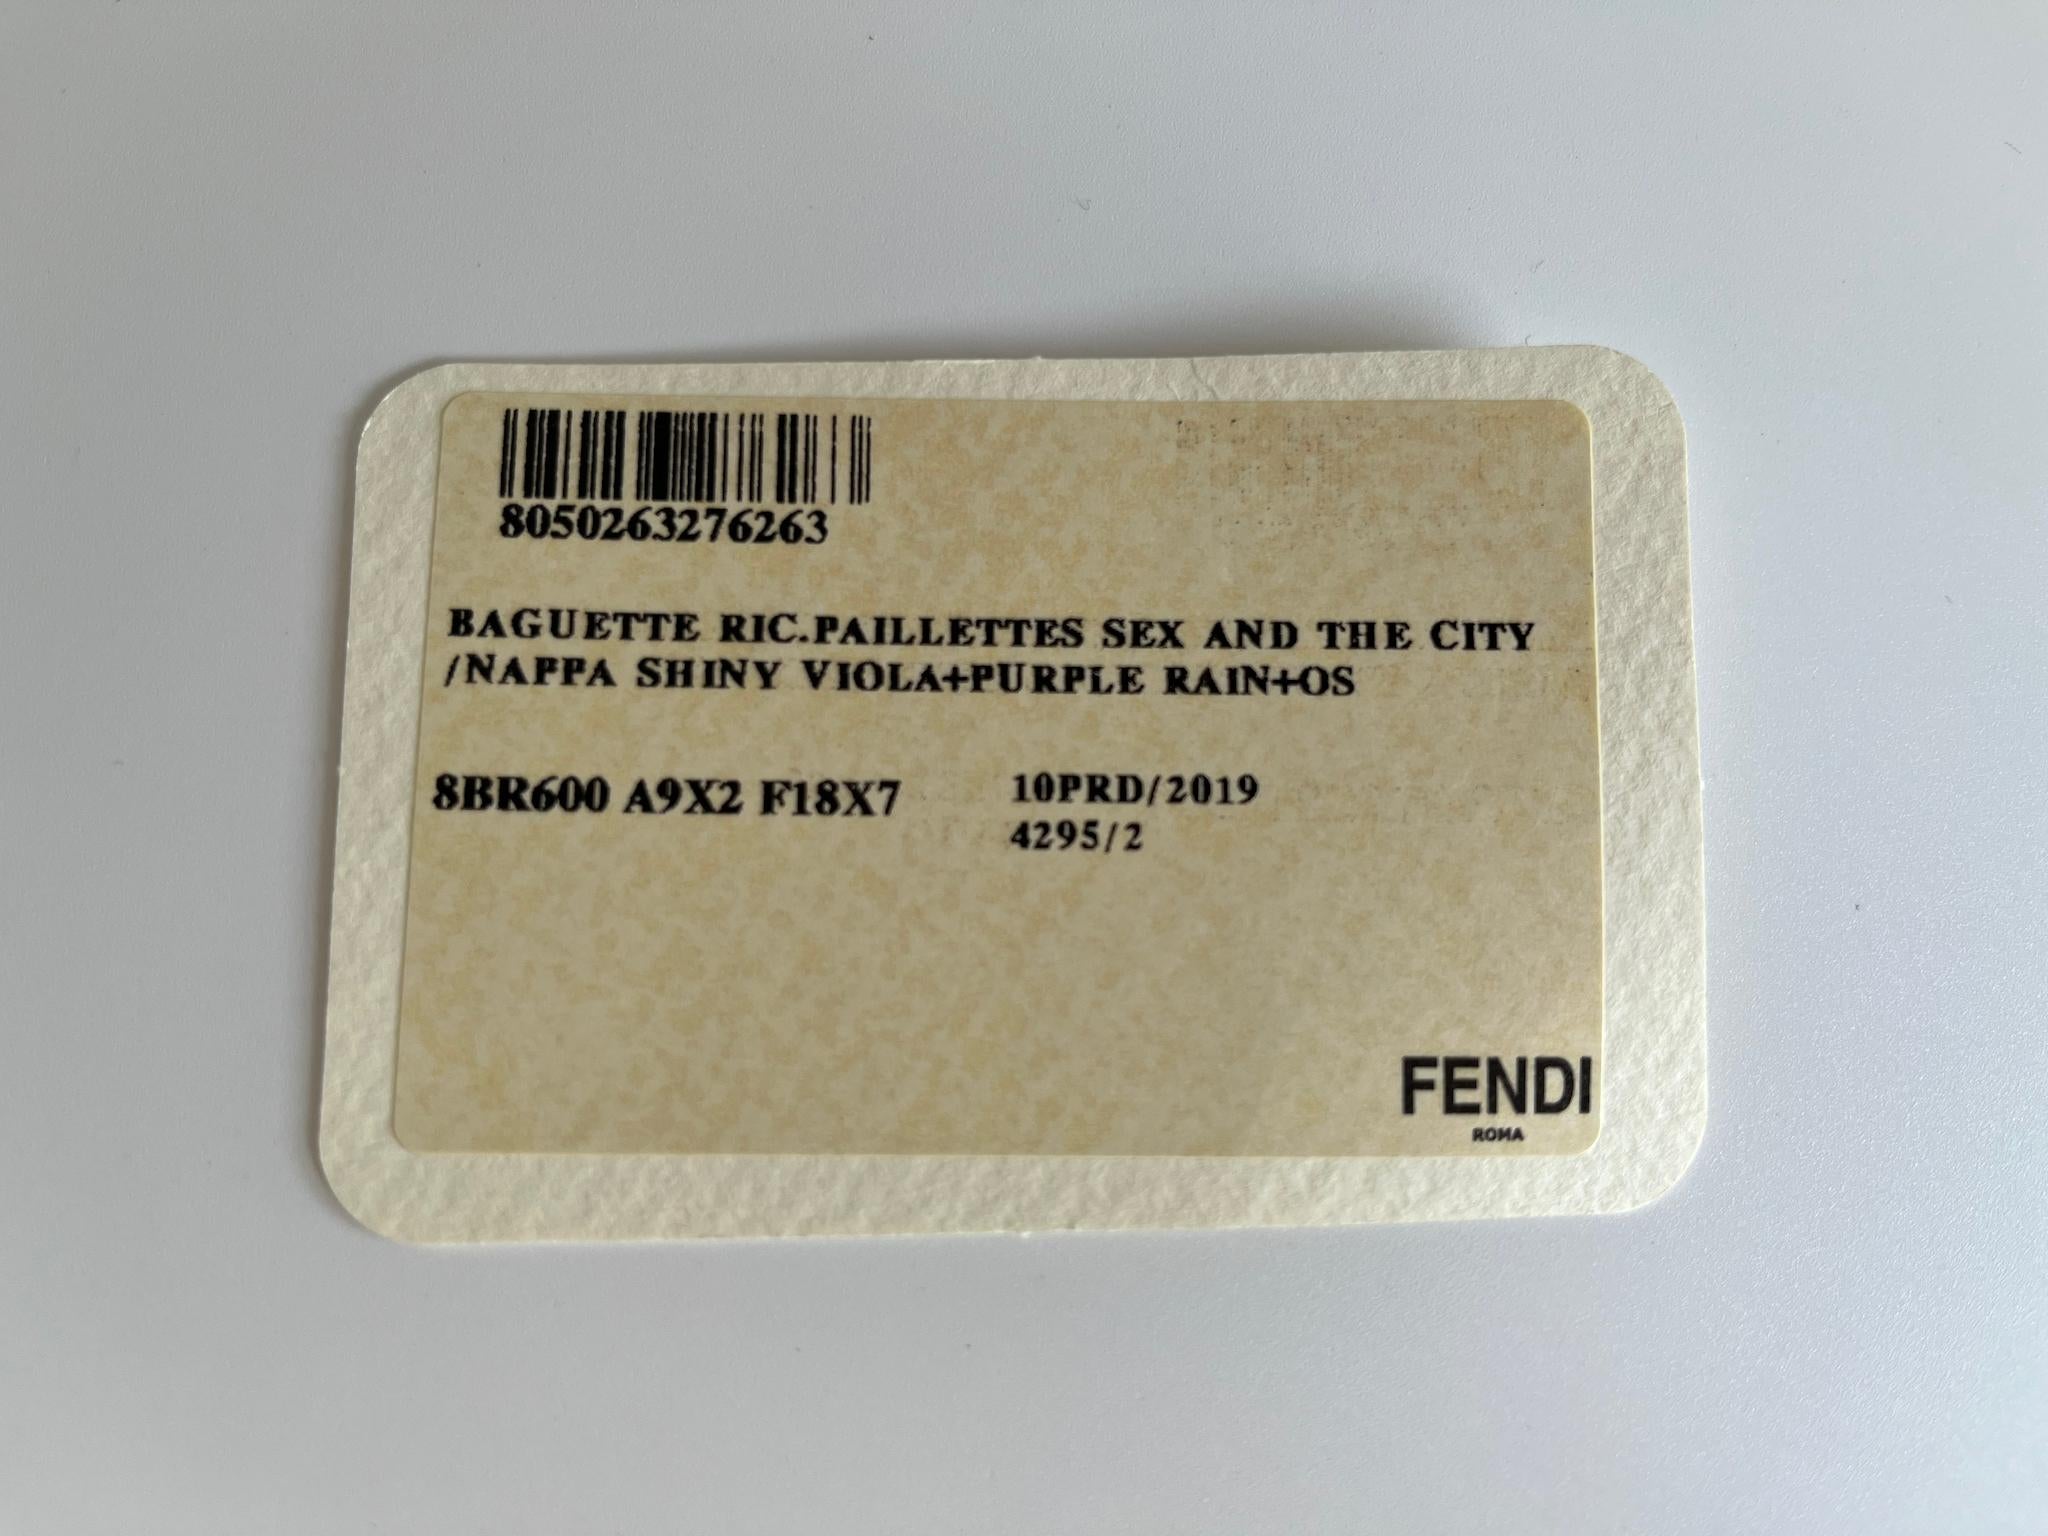 8050263276263
BAGUETTE RIC.PAILLETTES SEX AND THE CITY
/NAPPA SHINY VIOLA+PURPLE RAIN+OS
8BR600 A9X2 F18X7
10PRD/2019
4295/2
FENDI
ROMA